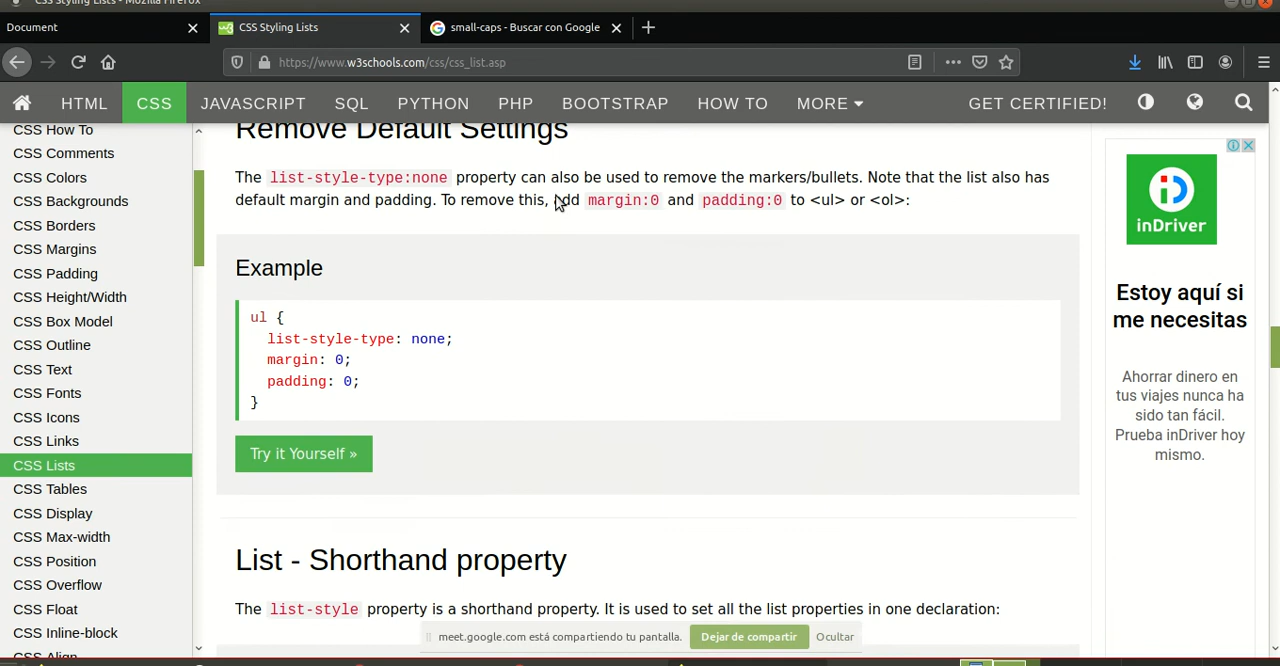 CSS Styling Lists - Mozilla Firefox
Document
CSS Styling Lists
small-caps - Buscar con Google
https://www.w3schools.com/css/css_list.asp
HTML CSS JAVASCRIPT SQL PYTHON PHP BOOTSTRAP HOW TO MORE GET CERTIFIED!
CSS How To
CSS Comments
CSS Colors
CSS Backgrounds
CSS Borders
CSS Margins
CSS Padding
CSS Height/Width
CSS Box Model
CSS Outline
CSS Text
CSS Fonts
CSS Icons
CSS Links
CSS Lists
CSS Tables
CSS Display
CSS Max-width
CSS Position
CSS Overflow
CSS Float
CSS Inline-block
CSS Align
Remove Default Settings
The list-style-type:none property can also be used to remove the markers/bullets. Note that the list also has
default margin and padding. To remove this, add margin:0 and padding:0 to <ul> or <ol>:
Example
ul {
list-style-type: none;
margin: 0;
padding: 0;
}
Try it Yourself »
List - Shorthand property
The list-style property is a shorthand property. It is used to set all the list properties in one declaration:
inDriver
Estoy aquí si
me necesitas
Ahorrar dinero en
tus viajes nunca ha
sido tan fácil.
Prueba inDriver hoy
mismo.
meet.google.com está compartiendo tu pantalla. Dejar de compartir Ocultar